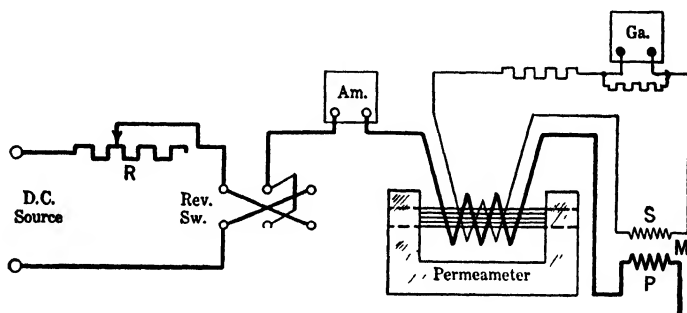 Ga.
Am.
R
D.C.
Source
Rev.
Sw.
S
M
P
Permeameter